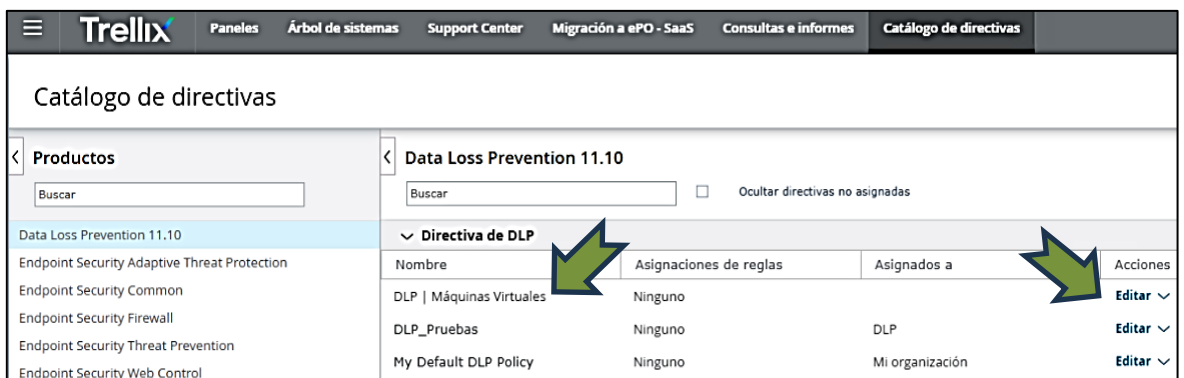 Trellix Paneles Árbol de sistemas Support Center Migración a ePO - SaaS Consultas e informes Catálogo de directivas
Catálogo de directivas
Productos
Buscar
Data Loss Prevention 11.10
Endpoint Security Adaptive Threat Protection
Endpoint Security Common
Endpoint Security Firewall
Endpoint Security Threat Prevention
Endpoint Security Web Control
Data Loss Prevention 11.10
Buscar Ocultar directivas no asignadas
Directiva de DLP
Nombre Asignaciones de reglas Asignados a Acciones
DLP | Máquinas Virtuales Ninguno Editar
DLP_Pruebas Ninguno DLP Editar
My Default DLP Policy Ninguno Mi organización Editar